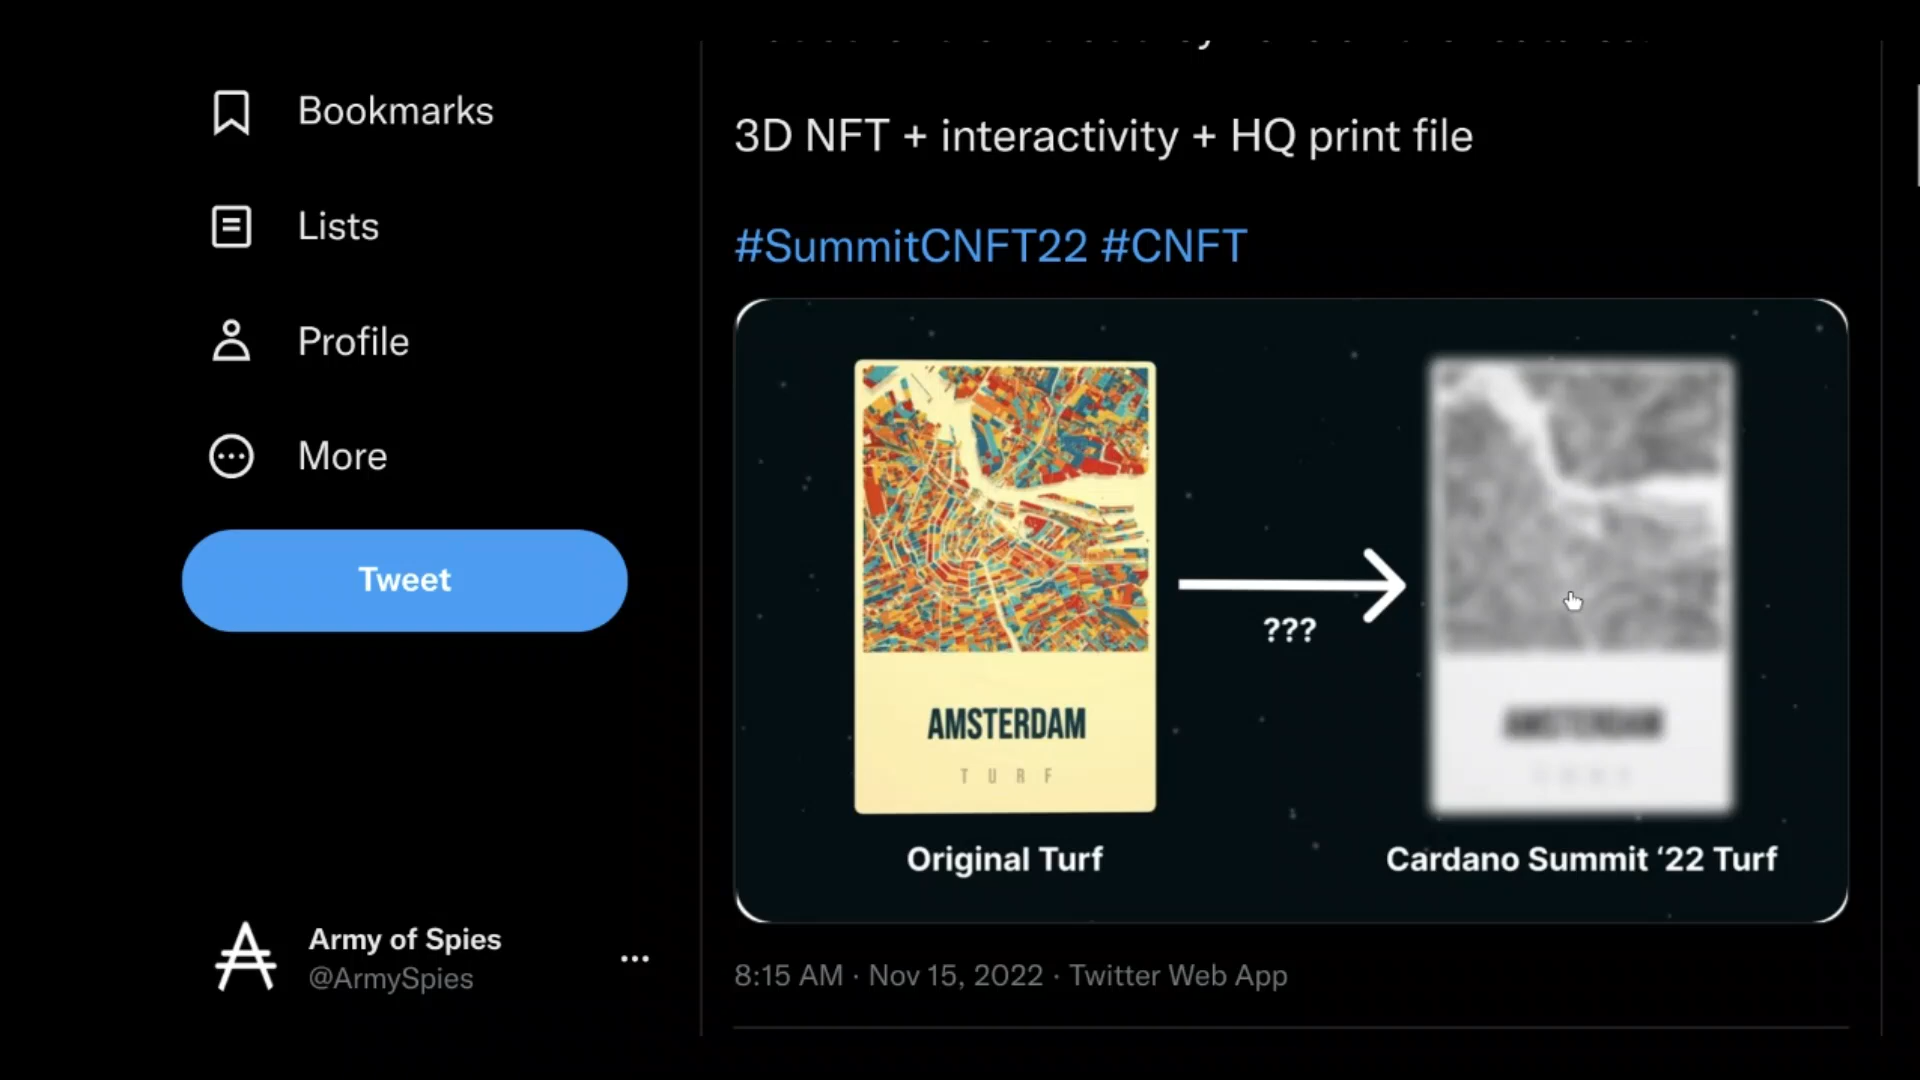 Bookmarks
Lists
Profile
More
Tweet
Army of Spies
@ArmySpies
3D NFT + interactivity + HQ print file
#SummitCNFT22 #CNFT
AMSTERDAM
TURF
???
AMSTERDAM
Original Turf
Cardano Summit ‘22 Turf
8:15 AM · Nov 15, 2022 · Twitter Web App